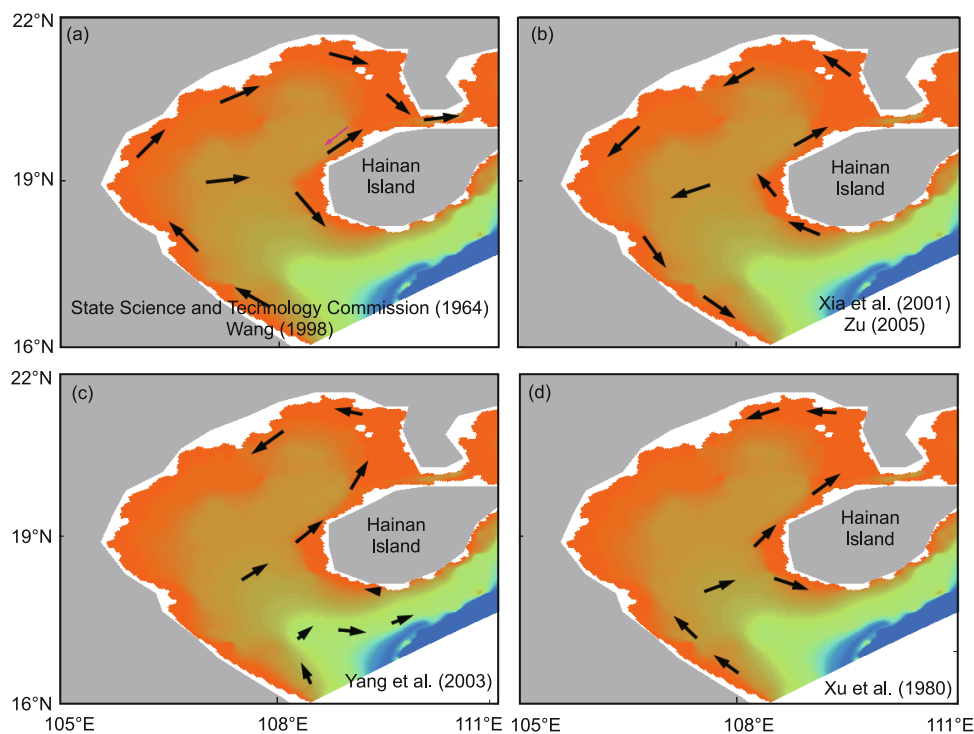 22°N
(a)
(b)
Hainan
Island
Hainan
Island
19°N
State Science and Technology Commission (1964)
Wang (1998)
Xia et al. (2001)
Zu (2005)
16°N
22°N
(c)
(d)
Hainan
Island
Hainan
Island
19°N
Yang et al. (2003)
Xu et al. (1980)
16°N
105°E
108°E
111°E
108°E
111°E